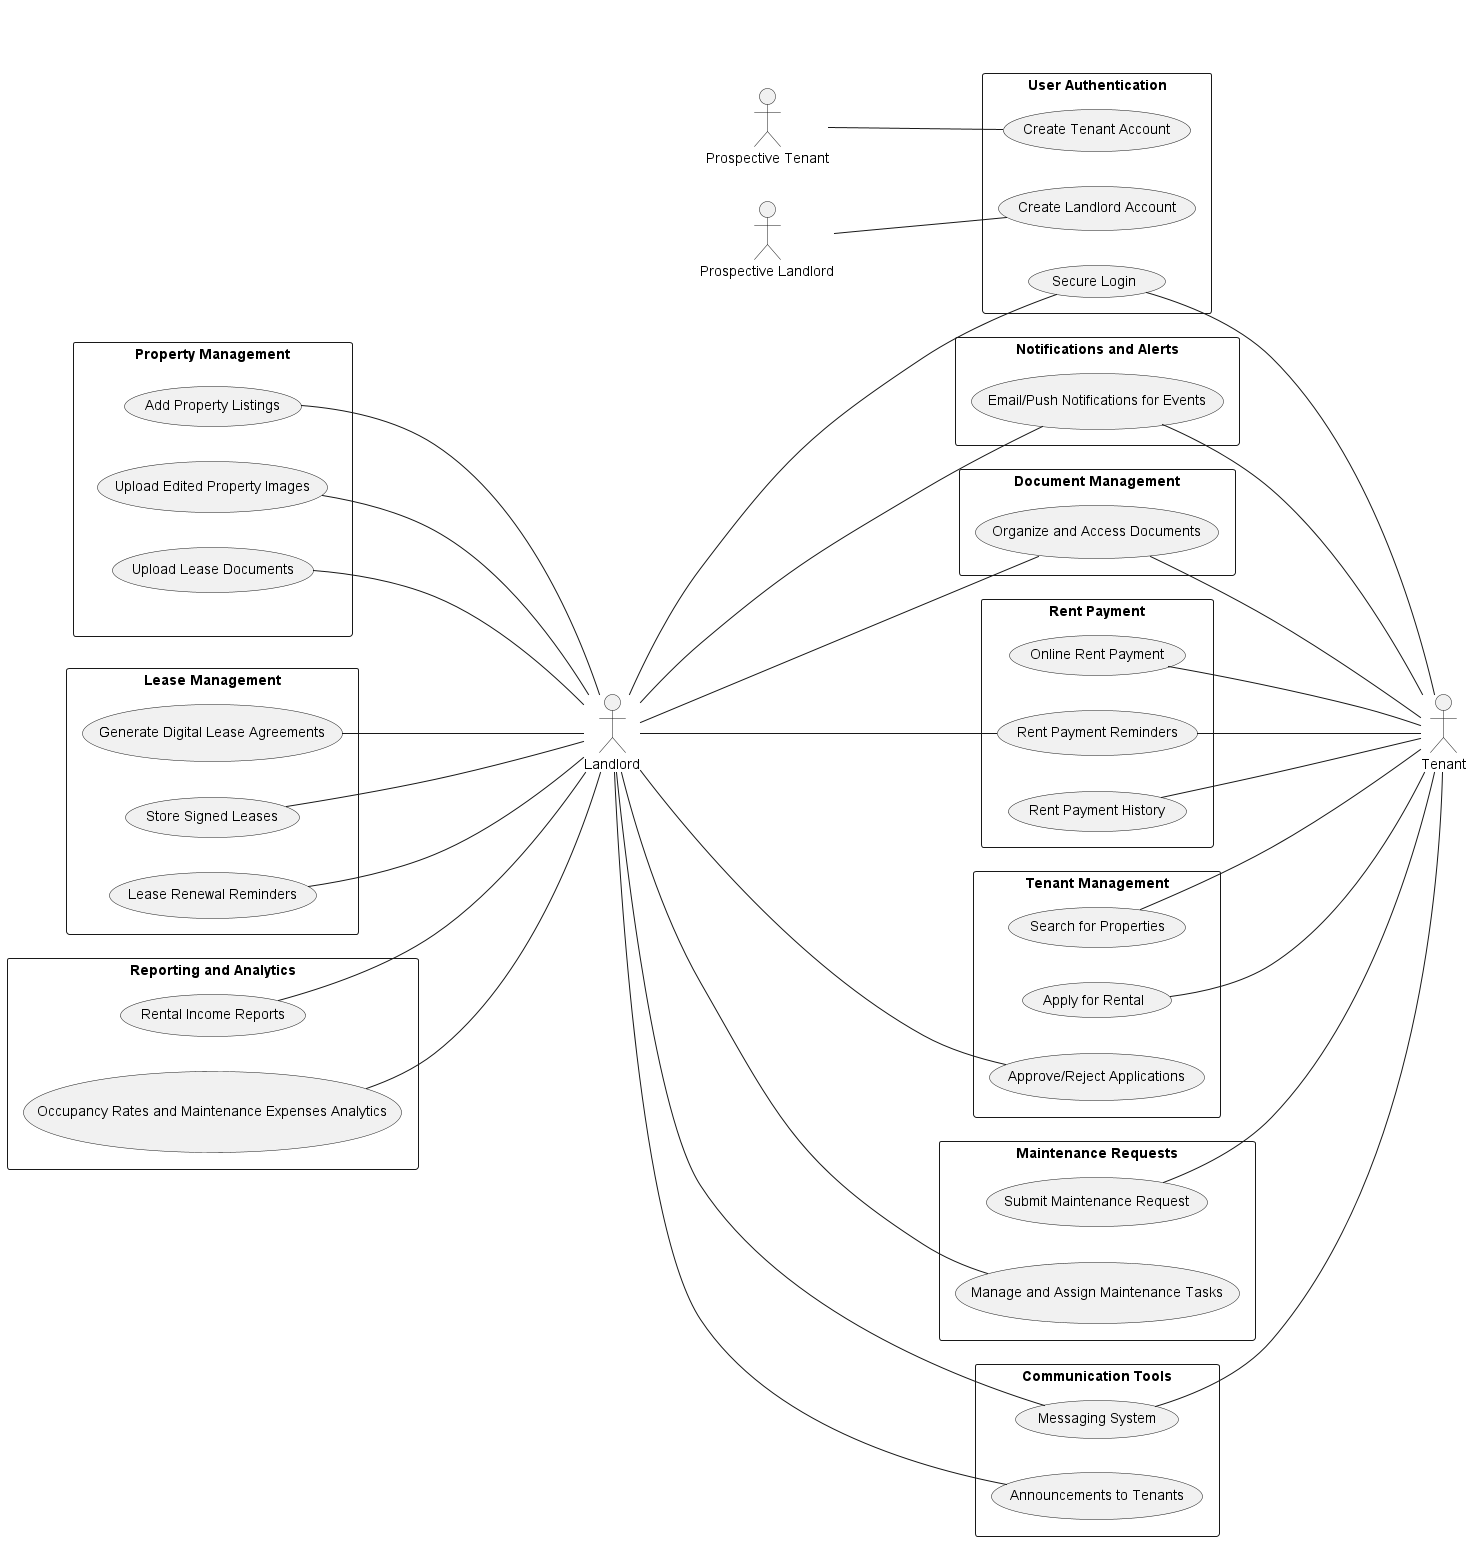 User Authentication
Create Tenant Account
Prospective Tenant
Create Landlord Account
Prospective Landlord
Secure Login
Property Management
Add Property Listings
Upload Edited Property Images
Upload Lease Documents
Notifications and Alerts
Email/Push Notifications for Events
Document Management
Organize and Access Documents
Rent Payment
Online Rent Payment
Rent Payment Reminders
Rent Payment History
Lease Management
Generate Digital Lease Agreements
Store Signed Leases
Lease Renewal Reminders
Landlord
Tenant
Tenant Management
Search for Properties
Apply for Rental
Approve/Reject Applications
Reporting and Analytics
Rental Income Reports
Occupancy Rates and Maintenance Expenses Analytics
Maintenance Requests
Submit Maintenance Request
Manage and Assign Maintenance Tasks
Communication Tools
Messaging System
Announcements to Tenants